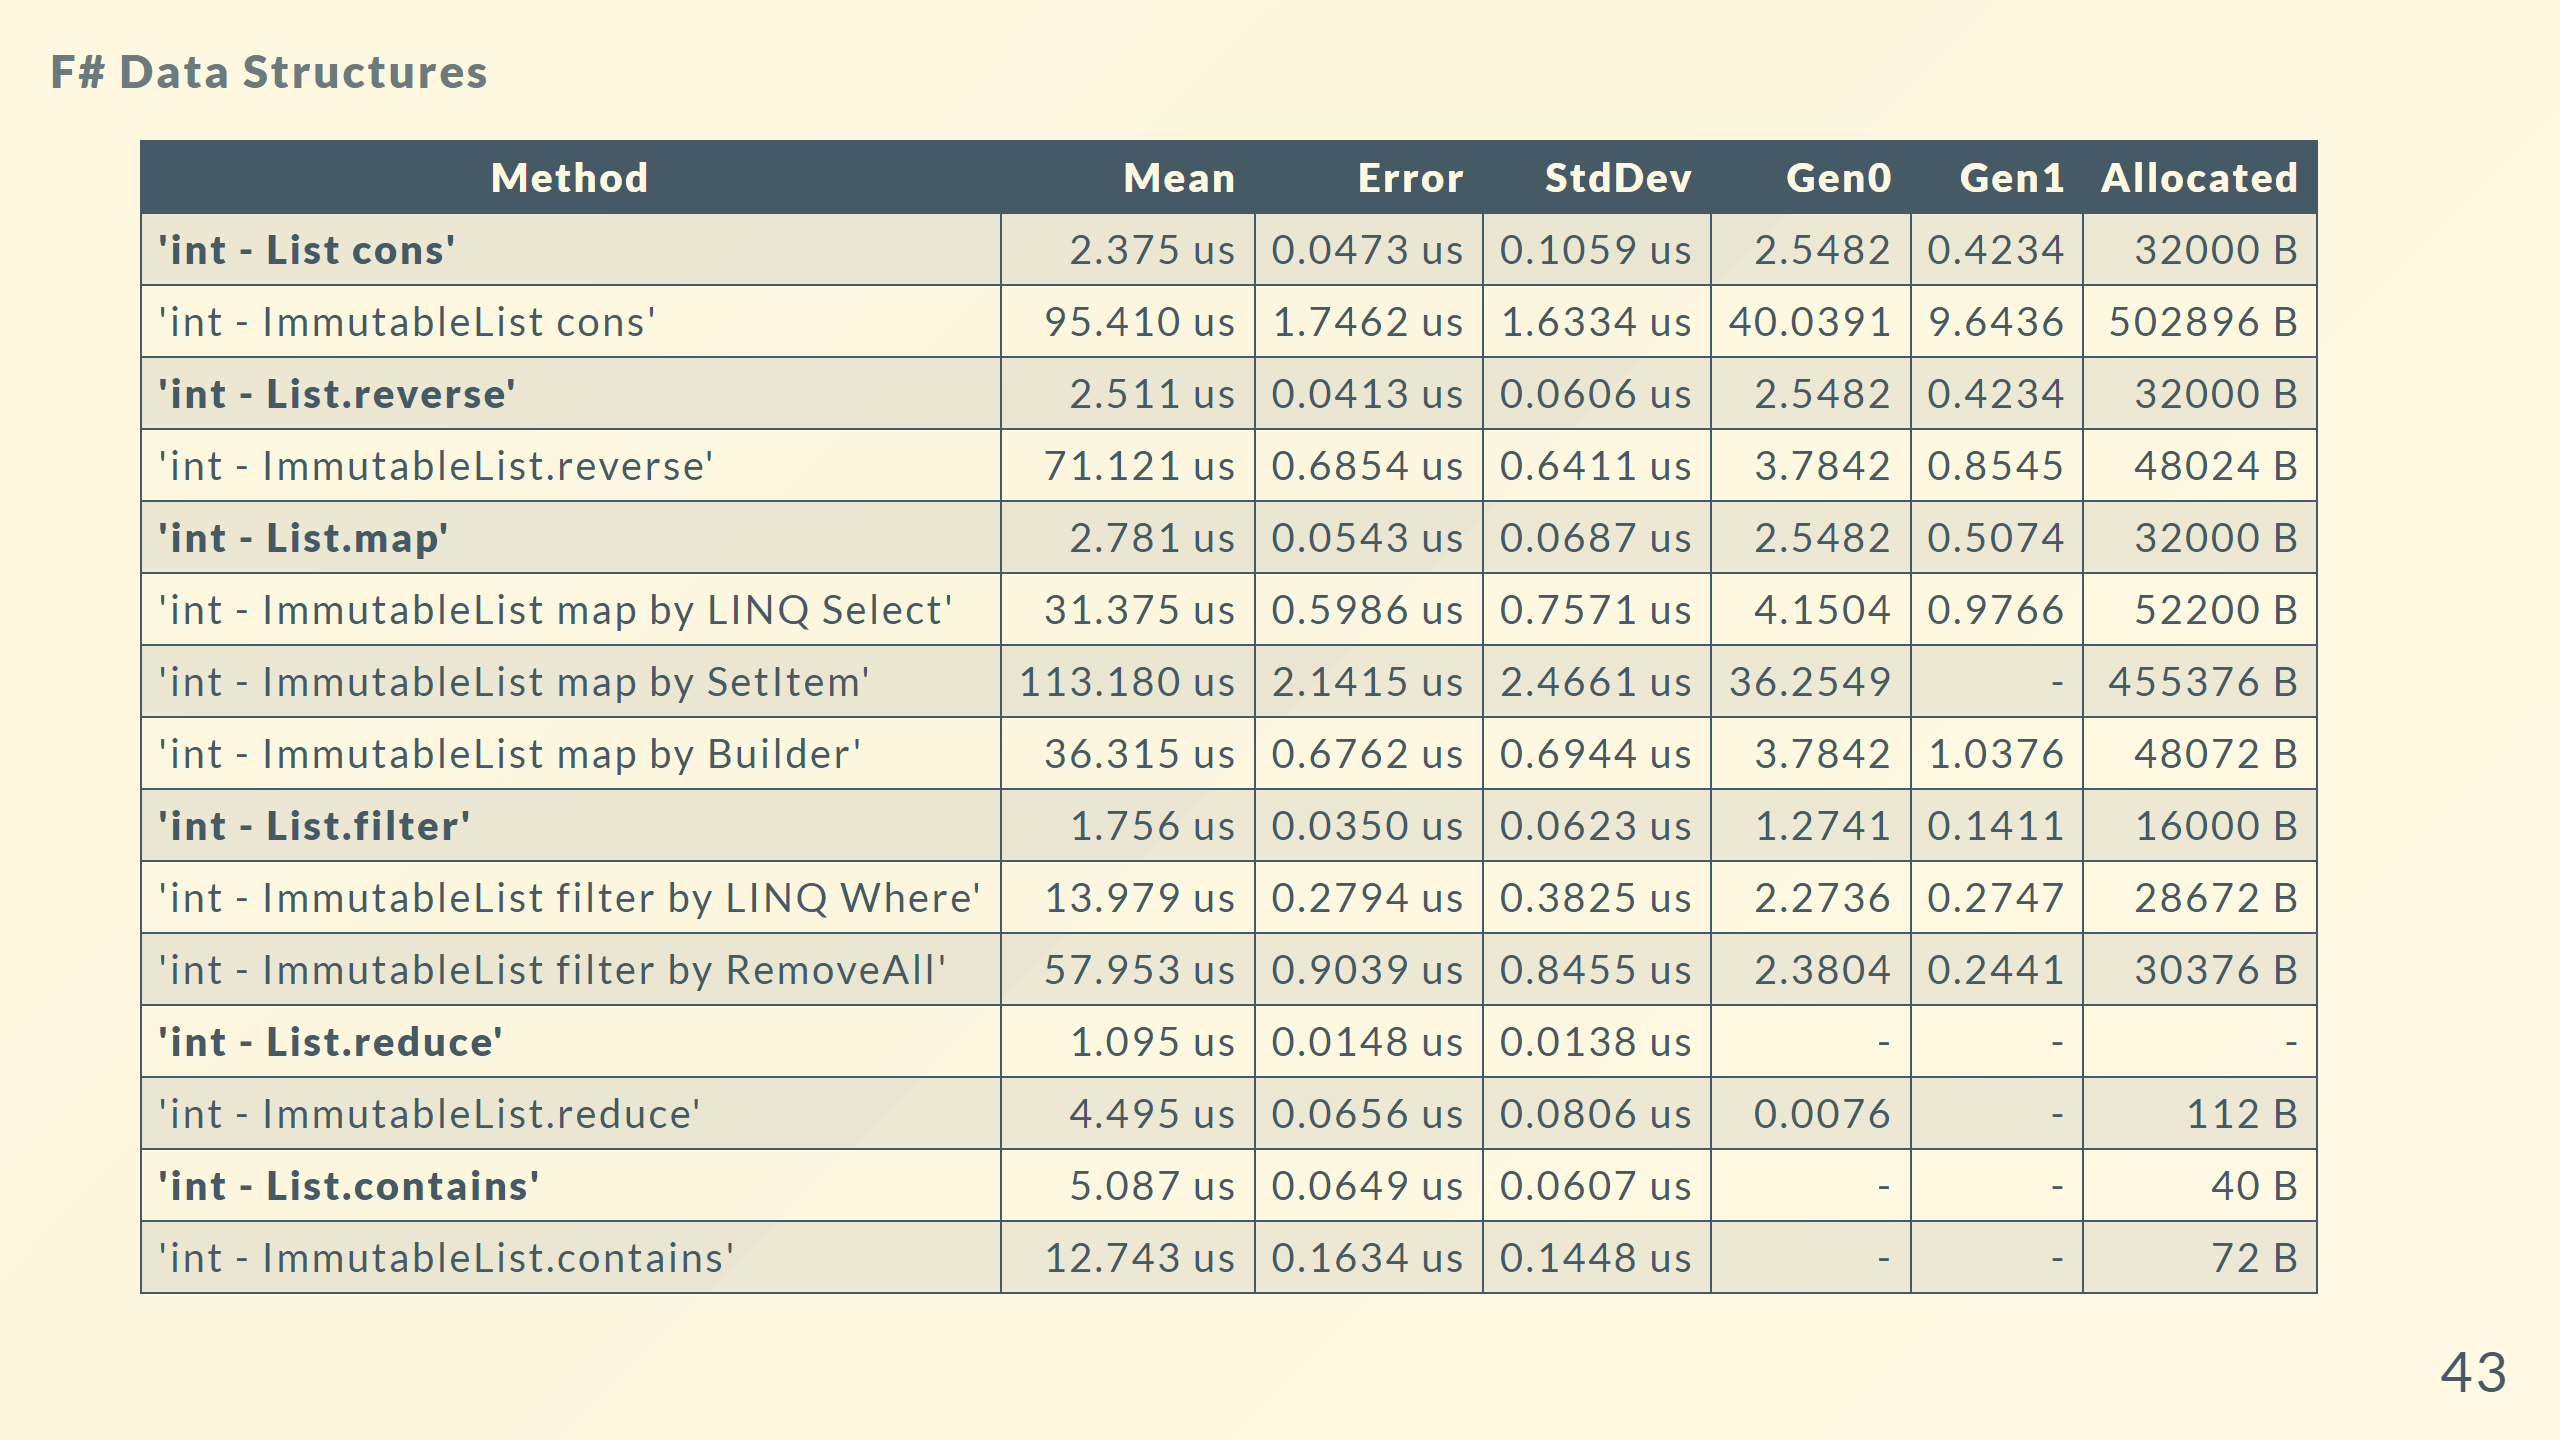 F# Data Structures
Method Mean Error StdDev Gen0 Gen1 Allocated
'int - List cons' 2.375 us 0.0473 us 0.1059 us 2.5482 0.4234 32000 B
'int - ImmutableList cons' 95.410 us 1.7462 us 1.6334 us 40.0391 9.6436 502896 B
'int - List.reverse' 2.511 us 0.0413 us 0.0606 us 2.5482 0.4234 32000 B
'int - ImmutableList.reverse' 71.121 us 0.6854 us 0.6411 us 3.7842 0.8545 48024 B
'int - List.map' 2.781 us 0.0543 us 0.0687 us 2.5482 0.5074 32000 B
'int - ImmutableList map by LINQ Select' 31.375 us 0.5986 us 0.7571 us 4.1504 0.9766 52200 B
'int - ImmutableList map by SetItem' 113.180 us 2.1415 us 2.4661 us 36.2549 - 455376 B
'int - ImmutableList map by Builder' 36.315 us 0.6762 us 0.6944 us 3.7842 1.0376 48072 B
'int - List.filter' 1.756 us 0.0350 us 0.0623 us 1.2741 0.1411 16000 B
'int - ImmutableList filter by LINQ Where' 13.979 us 0.2794 us 0.3825 us 2.2736 0.2747 28672 B
'int - ImmutableList filter by RemoveAll' 57.953 us 0.9039 us 0.8455 us 2.3804 0.2441 30376 B
'int - List.reduce' 1.095 us 0.0148 us 0.0138 us - - -
'int - ImmutableList.reduce' 4.495 us 0.0656 us 0.0806 us 0.0076 - 112 B
'int - List.contains' 5.087 us 0.0649 us 0.0607 us - - 40 B
'int - ImmutableList.contains' 12.743 us 0.1634 us 0.1448 us - - 72 B
43